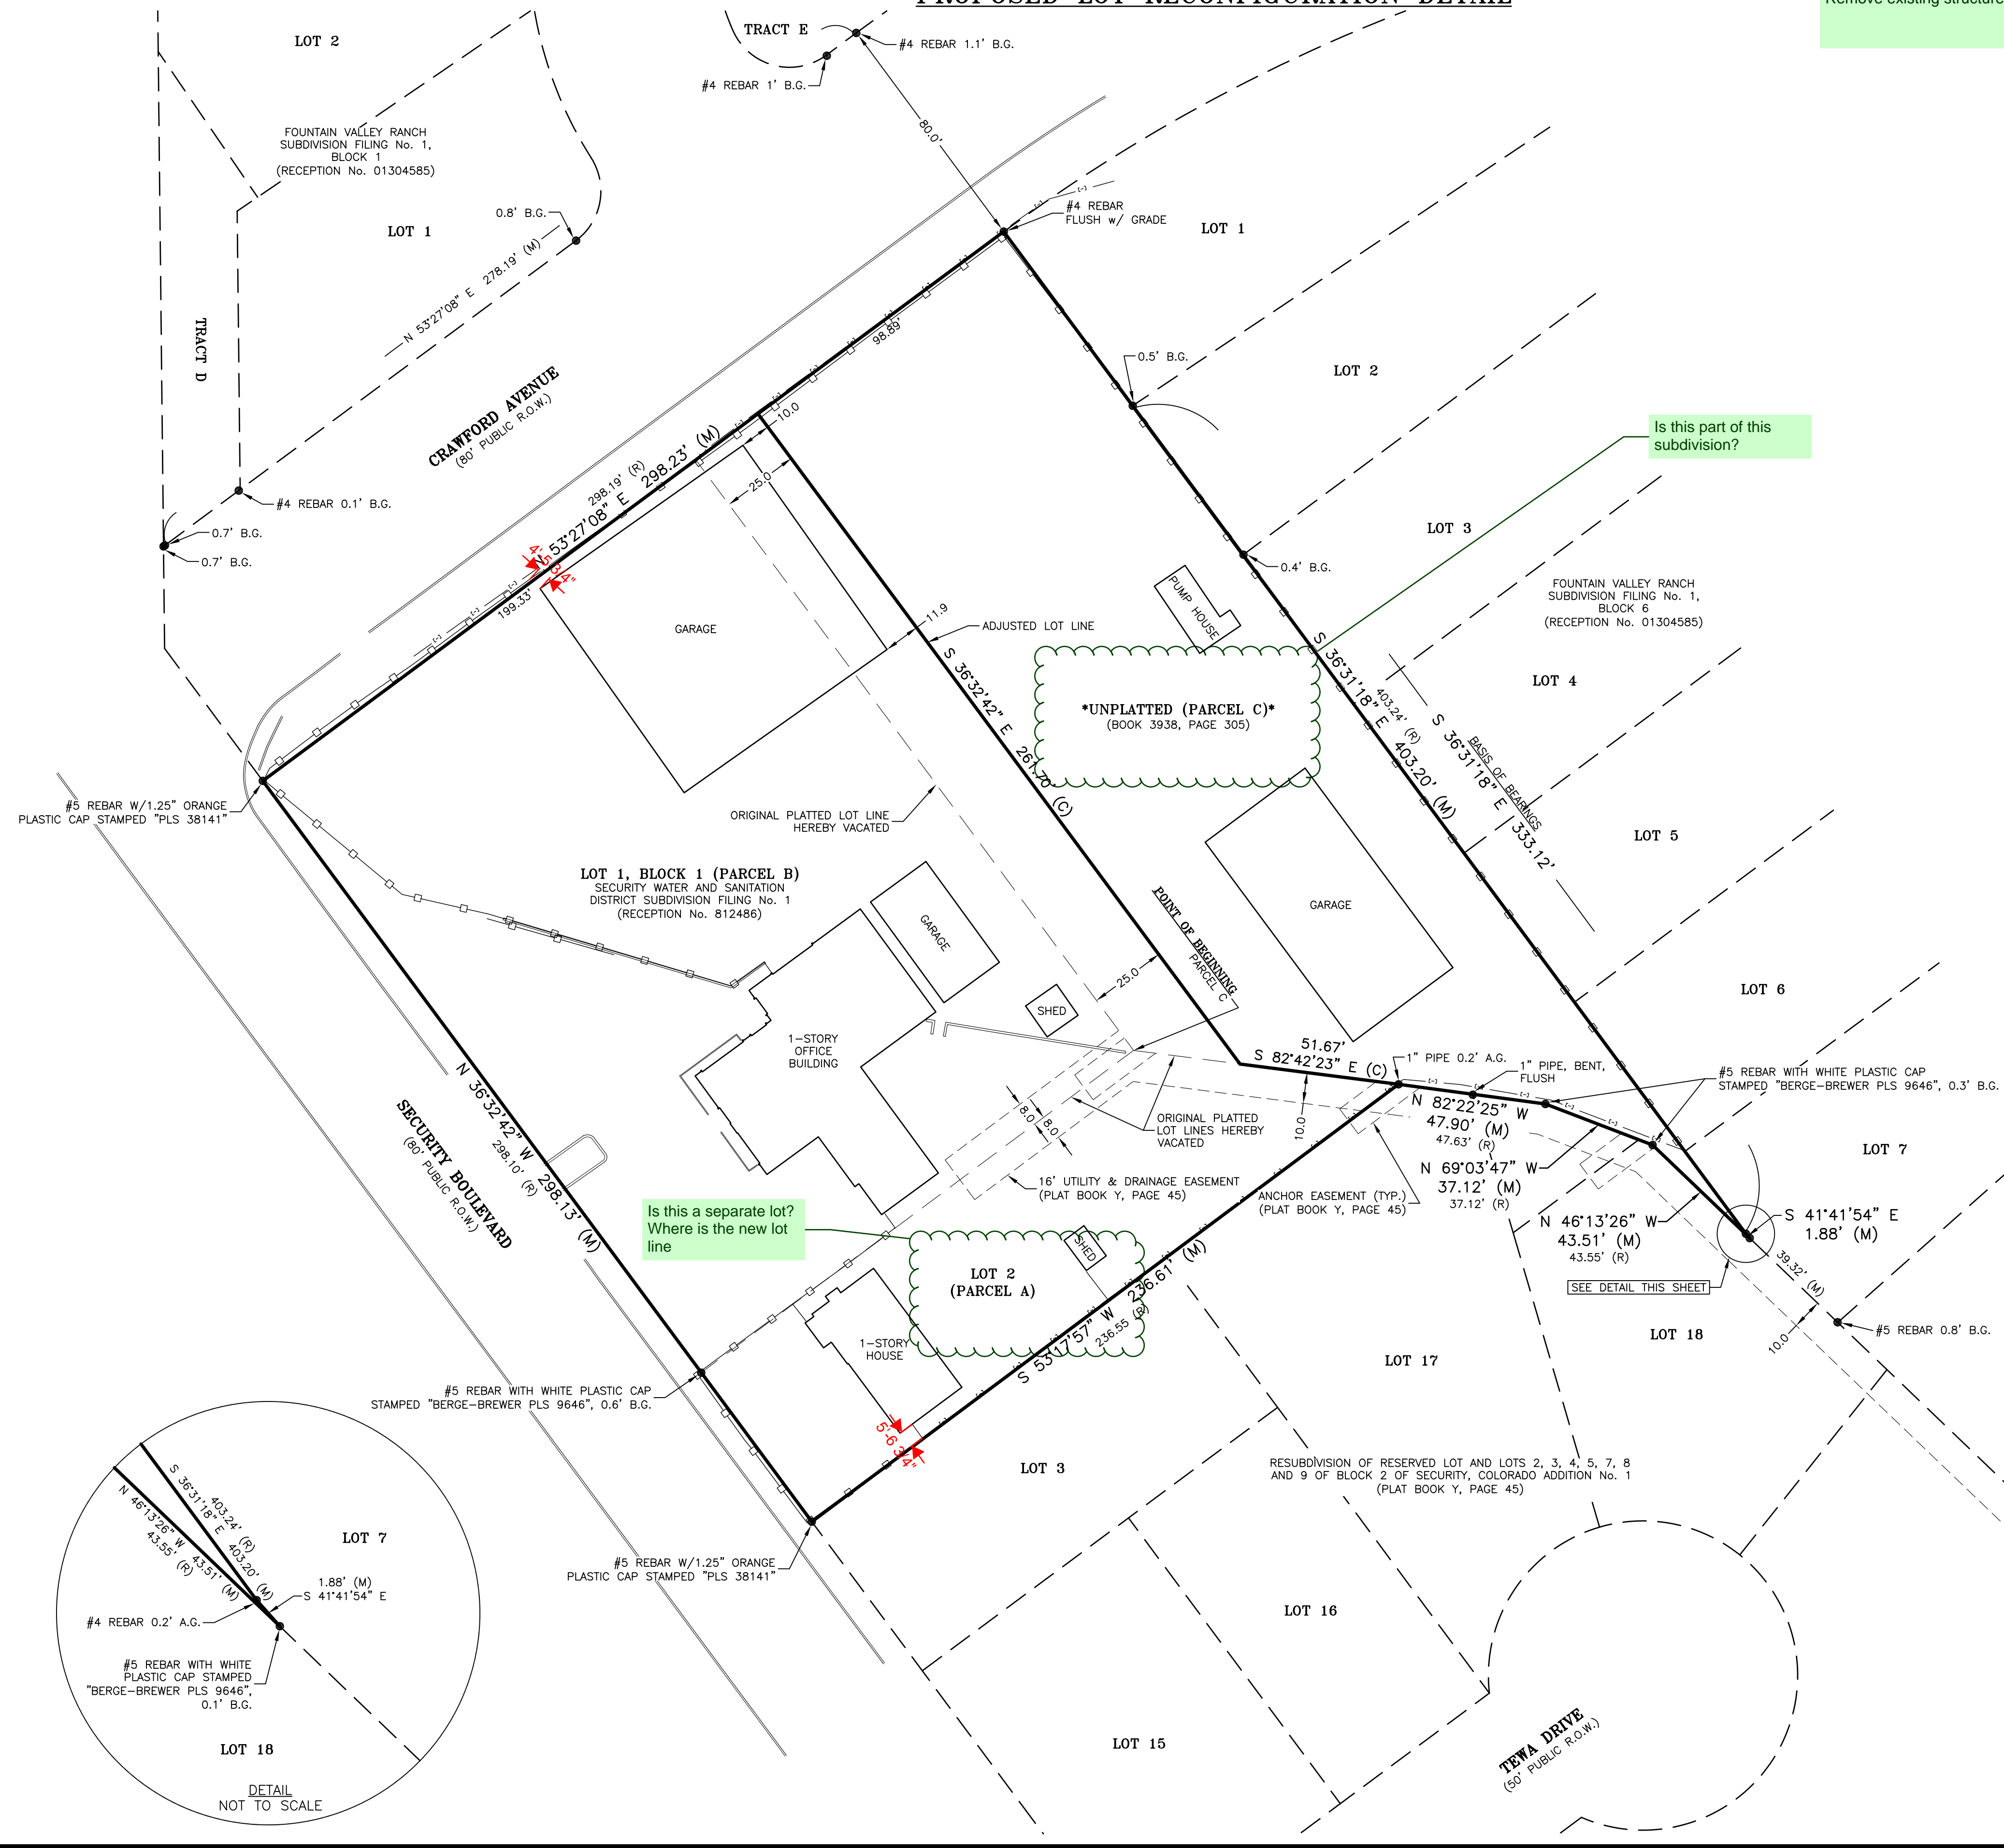 PROPOSED LOT RECONFIGURATION DETAIL
Remove existing structure
LOT 2
TRACT E
#4 REBAR 1.1' B.G.
#4 REBAR 1' B.G.
80.0'
FOUNTAIN VALLEY RANCH
SUBDIVISION FILING No. 1,
BLOCK 1
(RECEPTION No. 01304585)
LOT 1
0.8' B.G.
N 53°27'08" E 278.19' (M)
TRACT D
#4 REBAR
FLUSH w/ GRADE
LOT 1
98.89'
0.5' B.G.
LOT 2
CRAWFORD AVENUE
(80' PUBLIC R.O.W.)
#4 REBAR 0.1' B.G.
0.7' B.G.
0.7' B.G.
298.19' (R)
N 53°27'08" E 298.23' (M)
10.0
25.0
4'-5 3/4"
199.33'
Is this part of this
subdivision?
LOT 3
0.4' B.G.
FOUNTAIN VALLEY RANCH
SUBDIVISION FILING No. 1,
BLOCK 6
(RECEPTION No. 01304585)
GARAGE
11.9
ADJUSTED LOT LINE
PUMP HOUSE
S 36°32'42" E 261.70' (C)
*UNPLATTED (PARCEL C)*
(BOOK 3938, PAGE 305)
S 36°31'18" E 403.20' (M)
403.24' (R)
LOT 4
BASIS OF BEARINGS
S 36°31'18" E 333.12'
#5 REBAR W/1.25" ORANGE
PLASTIC CAP STAMPED "PLS 38141"
ORIGINAL PLATTED LOT LINE
HEREBY VACATED
LOT 5
LOT 1, BLOCK 1 (PARCEL B)
SECURITY WATER AND SANITATION
DISTRICT SUBDIVISION FILING No. 1
(RECEPTION No. 812486)
GARAGE
GARAGE
POINT OF BEGINNING
PARCEL C
25.0
LOT 6
SHED
1-STORY
OFFICE
BUILDING
51.67'
S 82°42'23" E (C)
1" PIPE 0.2' A.G.
1" PIPE, BENT,
FLUSH
#5 REBAR WITH WHITE PLASTIC CAP
STAMPED "BERGE-BREWER PLS 9646", 0.3' B.G.
N 36°32'42" W 298.13' (M)
298.10' (R)
SECURITY BOULEVARD
(80' PUBLIC R.O.W.)
8.0
8.0
10.0
ORIGINAL PLATTED
LOT LINES HEREBY
VACATED
N 82°22'25" W
47.90' (M)
47.63' (R)
LOT 7
N 69°03'47" W
37.12' (M)
37.12' (R)
16' UTILITY & DRAINAGE EASEMENT
(PLAT BOOK Y, PAGE 45)
ANCHOR EASEMENT (TYP.)
(PLAT BOOK Y, PAGE 45)
N 46°13'26" W
43.51' (M)
43.55' (R)
S 41°41'54" E
1.88' (M)
Is this a separate lot?
Where is the new lot
line
SHED
LOT 2
(PARCEL A)
S 53°17'57" W 236.61' (M)
236.55 (R)
SEE DETAIL THIS SHEET
39.32' (M)
10.0
#5 REBAR 0.8' B.G.
LOT 18
LOT 17
1-STORY
HOUSE
#5 REBAR WITH WHITE PLASTIC CAP
STAMPED "BERGE-BREWER PLS 9646", 0.6' B.G.
5'-6 3/4"
LOT 3
RESUBDIVISION OF RESERVED LOT AND LOTS 2, 3, 4, 5, 7, 8
AND 9 OF BLOCK 2 OF SECURITY, COLORADO ADDITION No. 1
(PLAT BOOK Y, PAGE 45)
#5 REBAR W/1.25" ORANGE
PLASTIC CAP STAMPED "PLS 38141"
LOT 16
LOT 15
TEWA DRIVE
(50' PUBLIC R.O.W.)
403.24' (R)
S 36°31'18" E 403.20' (M)
N 46°13'26" W 43.51' (M)
43.55' (R)
LOT 7
1.88' (M)
S 41°41'54" E
#4 REBAR 0.2' A.G.
#5 REBAR WITH WHITE
PLASTIC CAP STAMPED
"BERGE-BREWER PLS 9646",
0.1' B.G.
LOT 18
DETAIL
NOT TO SCALE